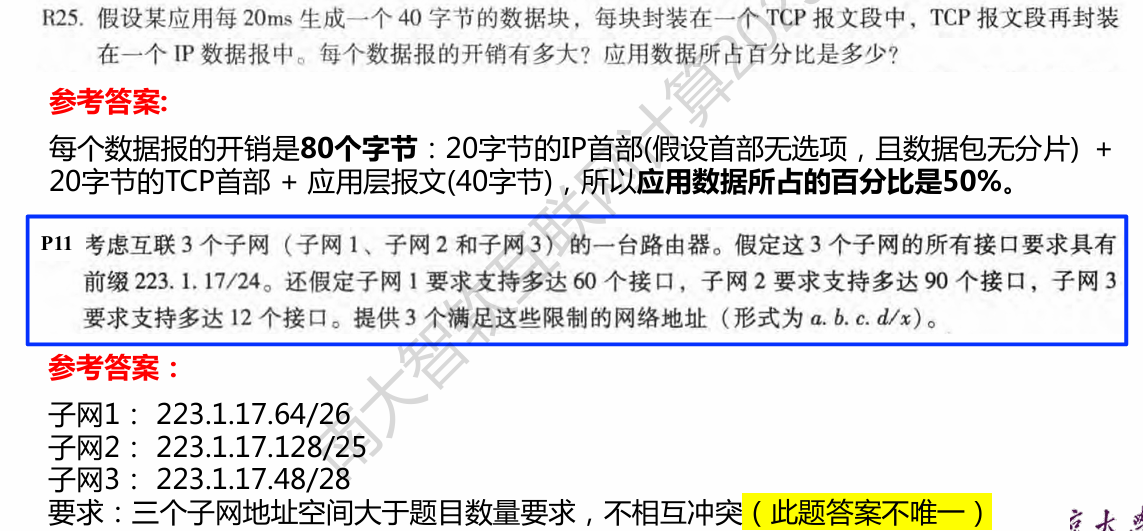 R25. 假设某应用每 20ms 生成一个 40 字节的数据块，每块封装在一个 TCP 报文段中，TCP 报文段再封装
在一个 IP 数据报中。每个数据报的开销有多大？应用数据所占百分比是多少？
参考答案:
每个数据报的开销是80个字节：20字节的IP首部(假设首部无选项，且数据包无分片) +
20字节的TCP首部 + 应用层报文(40字节)，所以应用数据所占的百分比是50%。
P11 考虑互联 3 个子网（子网 1、子网 2 和子网 3）的一台路由器。假定这 3 个子网的所有接口要求具有
前缀 223. 1. 17/24。还假定子网 1 要求支持多达 60 个接口，子网 2 要求支持多达 90 个接口，子网 3
要求支持多达 12 个接口。提供 3 个满足这些限制的网络地址（形式为 a. b. c. d/x）。
参考答案：
子网1： 223.1.17.64/26
子网2： 223.1.17.128/25
子网3： 223.1.17.48/28
要求：三个子网地址空间大于题目数量要求，不相互冲突（此题答案不唯一）
南大智软互联网计算202
京大